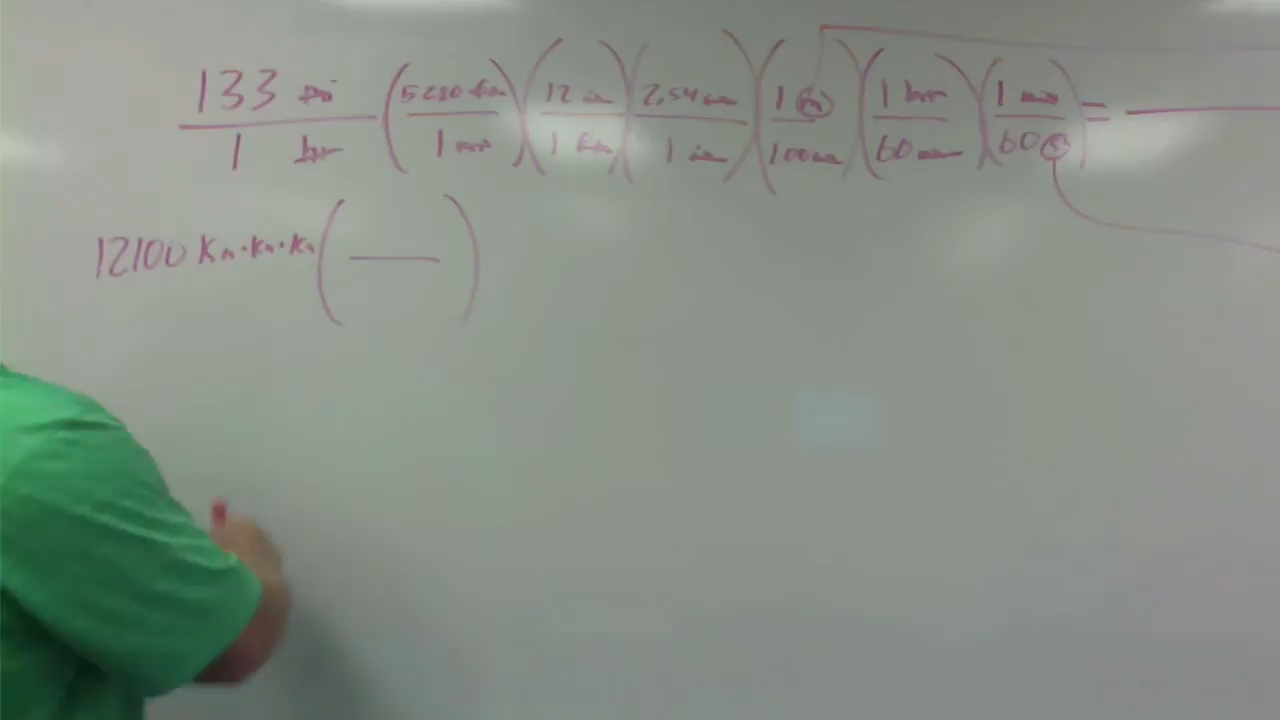 133 mi / 1 hr (5280 ft / 1 mi)(12 in / 1 ft)(2.54 cm / 1 in)(1 m / 100 cm)(1 hr / 60 min)(1 min / 60 s) =
12100 Km·Km·Km ( — )